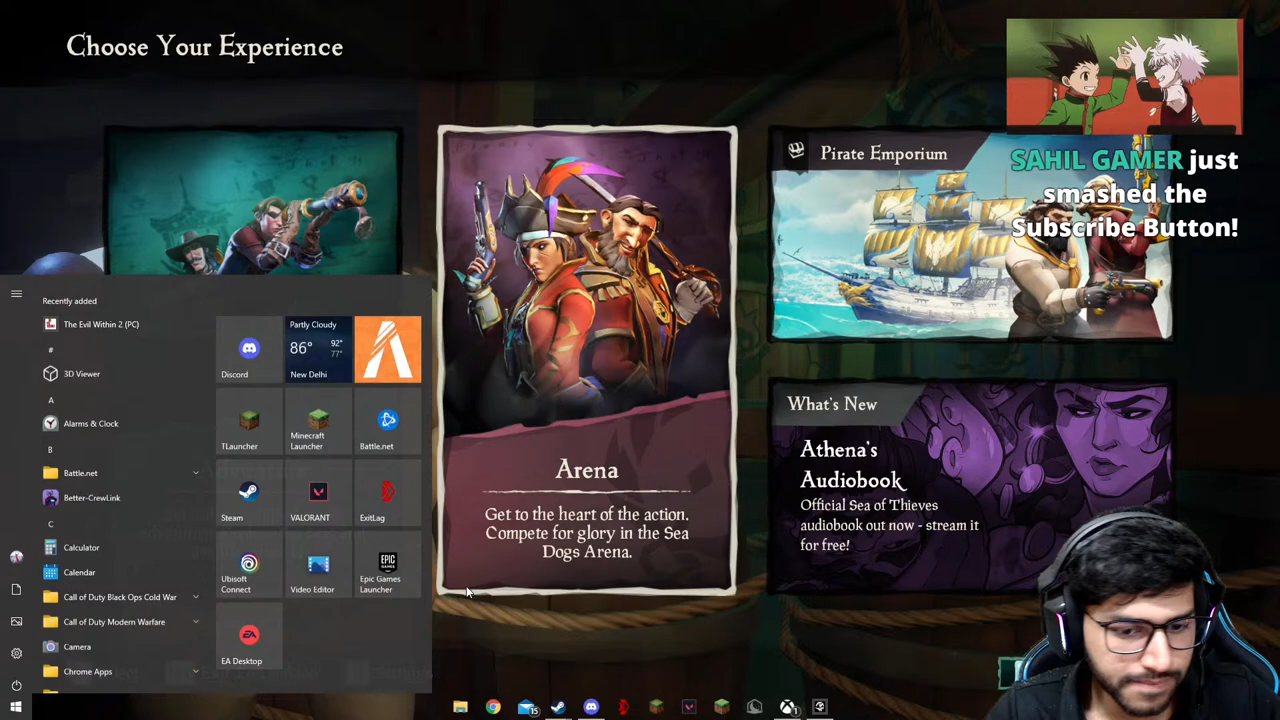 Choose Your Experience
SAHIL GAMER just
smashed the
Subscribe Button!
Pirate Emporium
Arena
Get to the heart of the action.
Compete for glory in the Sea
Dogs Arena.
What's New
Athena's
Audiobook
Official Sea of Thieves
audiobook out now - stream it
for free!
Recently added
The Evil Within 2 (PC)
#
3D Viewer
A
Alarms & Clock
B
Battle.net
Better-CrewLink
C
Calculator
Calendar
Call of Duty Black Ops Cold War
Call of Duty Modern Warfare
Camera
Chrome Apps
Discord
Partly Cloudy
86°
92°
77°
New Delhi
TLauncher
Minecraft
Launcher
Battle.net
Steam
VALORANT
ExitLag
Ubisoft
Connect
Video Editor
EPIC
GAMES
Epic Games
Launcher
EA
EA Desktop
15
1